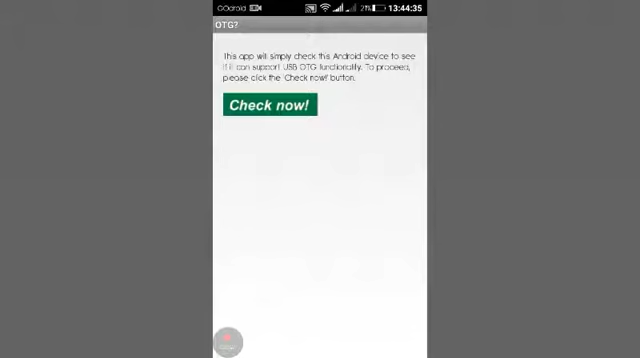 GOdroid 21% 13:44:35
OTG?
This app will simply check this Android device to see
if it can support USB OTG functionality. To proceed,
please click the 'Check now!' button.
Check now!